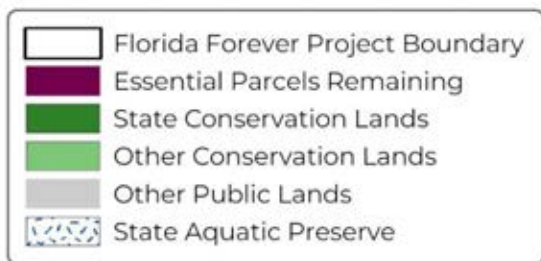 Florida Forever Project Boundary
Essential Parcels Remaining
State Conservation Lands
Other Conservation Lands
Other Public Lands
State Aquatic Preserve